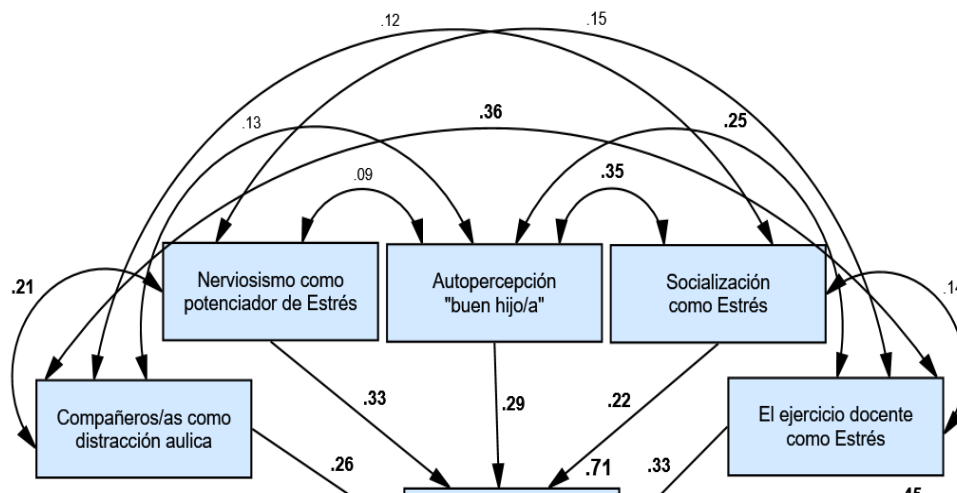 .12
.15
.13
.36
.25
.09
.35
.21
Nerviosismo como
potenciador de Estrés
Autopercepción
"buen hijo/a"
Socialización
como Estrés
.14
Compañeros/as como
distracción aulica
.33
.29
.22
El ejercicio docente
como Estrés
.26
.71
.33